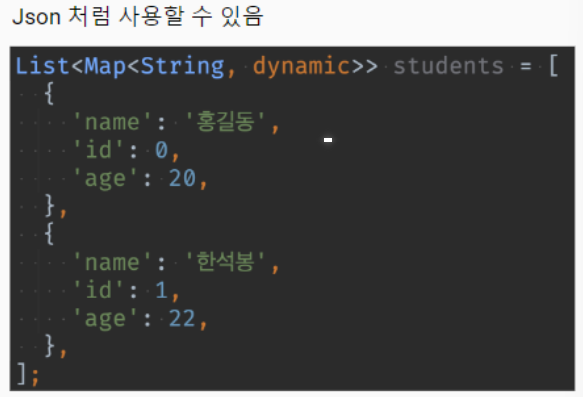 Json 처럼 사용할 수 있음
List<Map<String, dynamic>> students = [
{
'name': '홍길동',
'id': 0,
'age': 20,
},
{
'name': '한석봉',
'id': 1,
'age': 22,
},
];